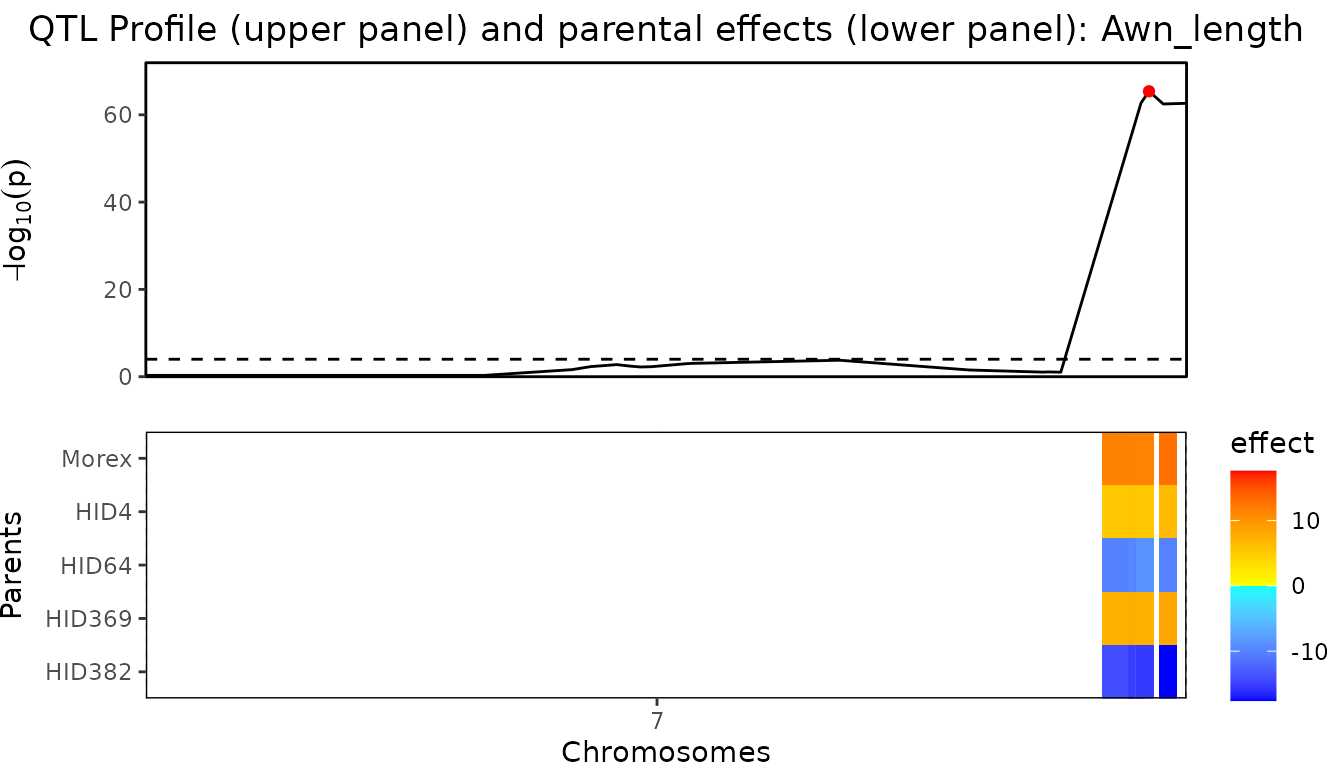 QTL Profile (upper panel) and parental effects (lower panel): Awn_length
−log10(p)
60
40
20
0
Parents
Morex
HID4
HID64
HID369
HID382
7
Chromosomes
effect
10
0
-10